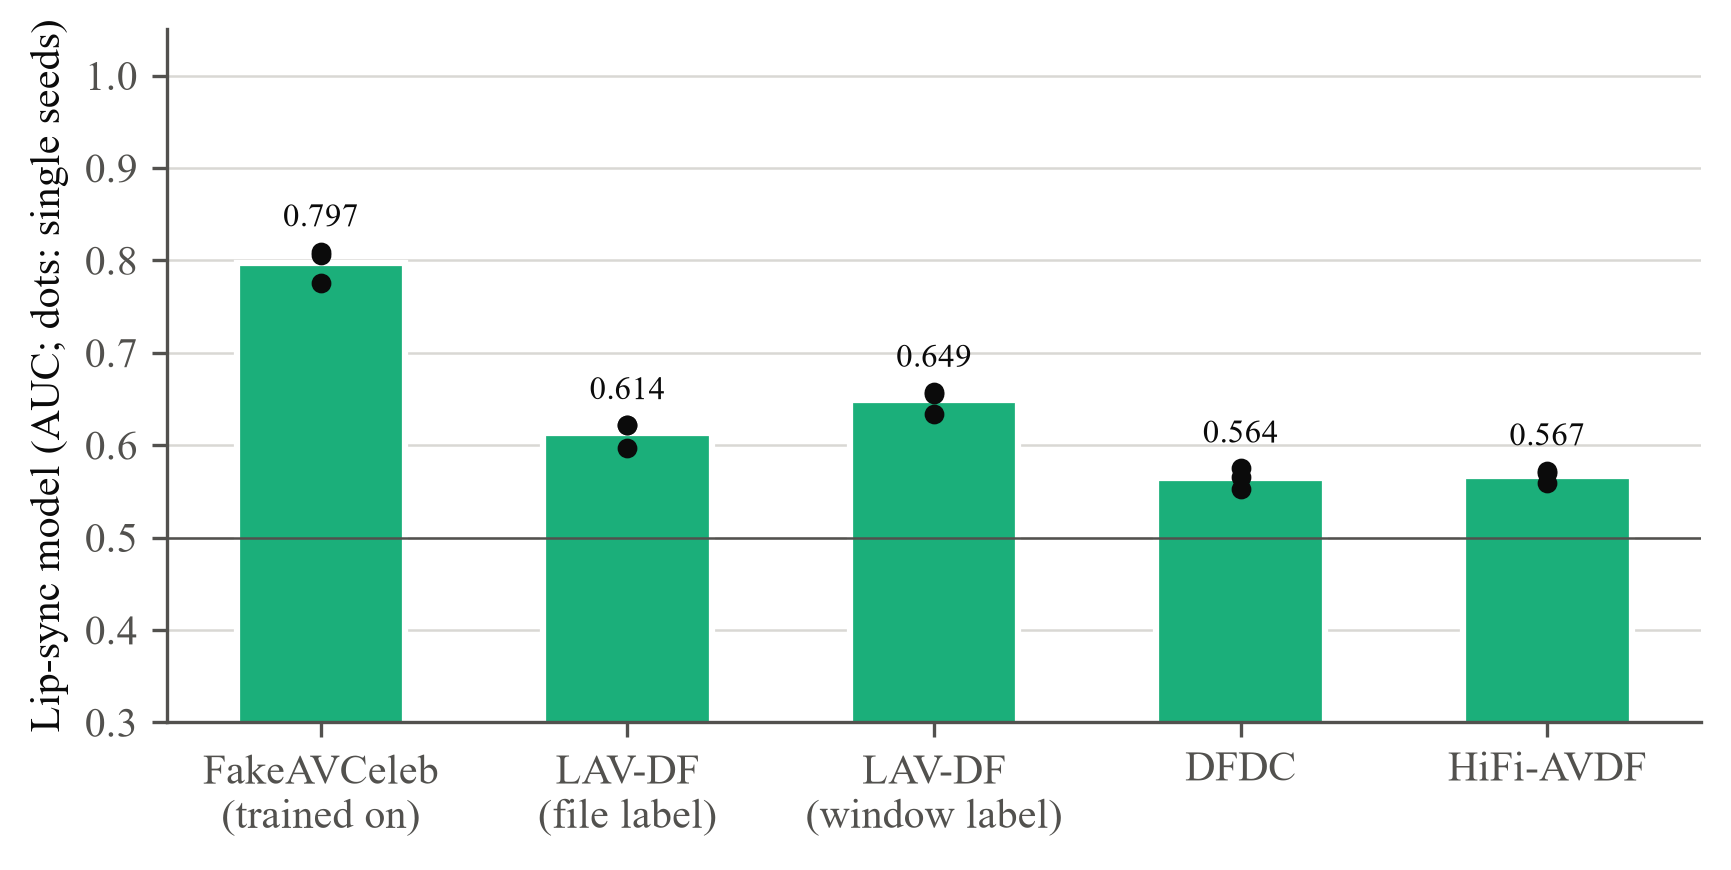 Lip-sync model (AUC; dots: single seeds)
1.0
0.9
0.8
0.7
0.6
0.5
0.4
0.3
0.797
0.614
0.649
0.564
0.567
FakeAVCeleb
(trained on)
LAV-DF
(file label)
LAV-DF
(window label)
DFDC
HiFi-AVDF